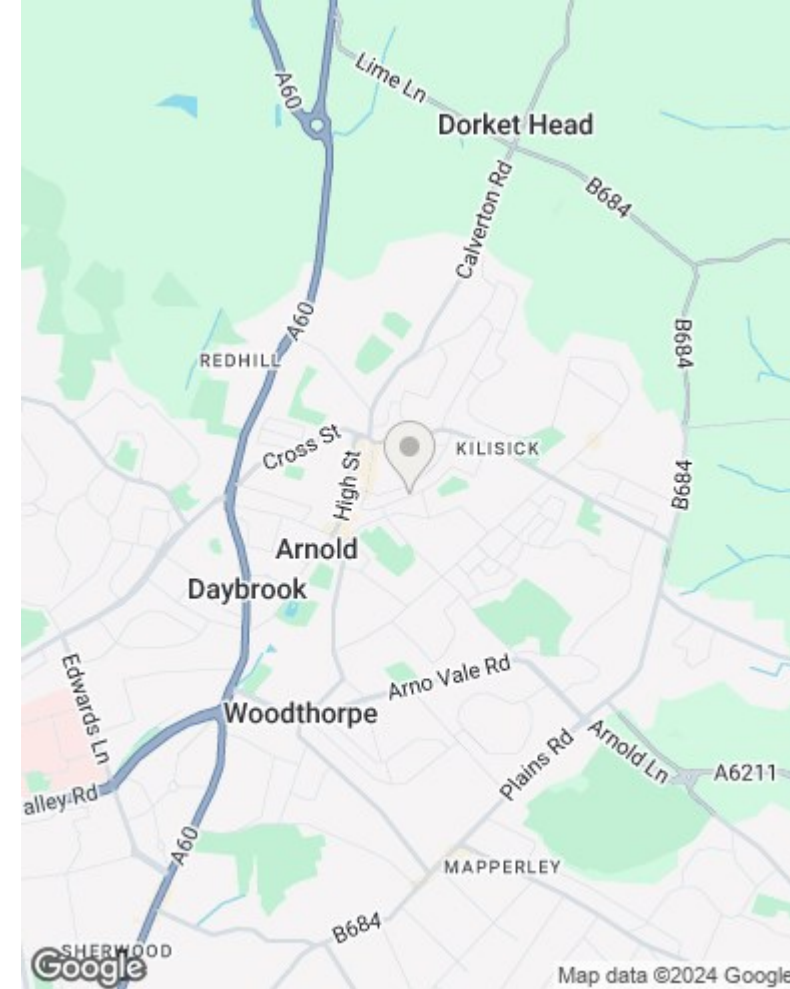 A60
Lime Ln
Dorket Head
B684
Calverton Rd
A60
B684
REDHILL
Cross St
High St
KILISICK
B684
Arnold
Daybrook
Edwards Ln
Arno Vale Rd
Woodthorpe
Plains Rd
Arnold Ln
A6211
alley Rd
A60
MAPPERLEY
B684
SHERWOOD
Google
Map data ©2024 Google